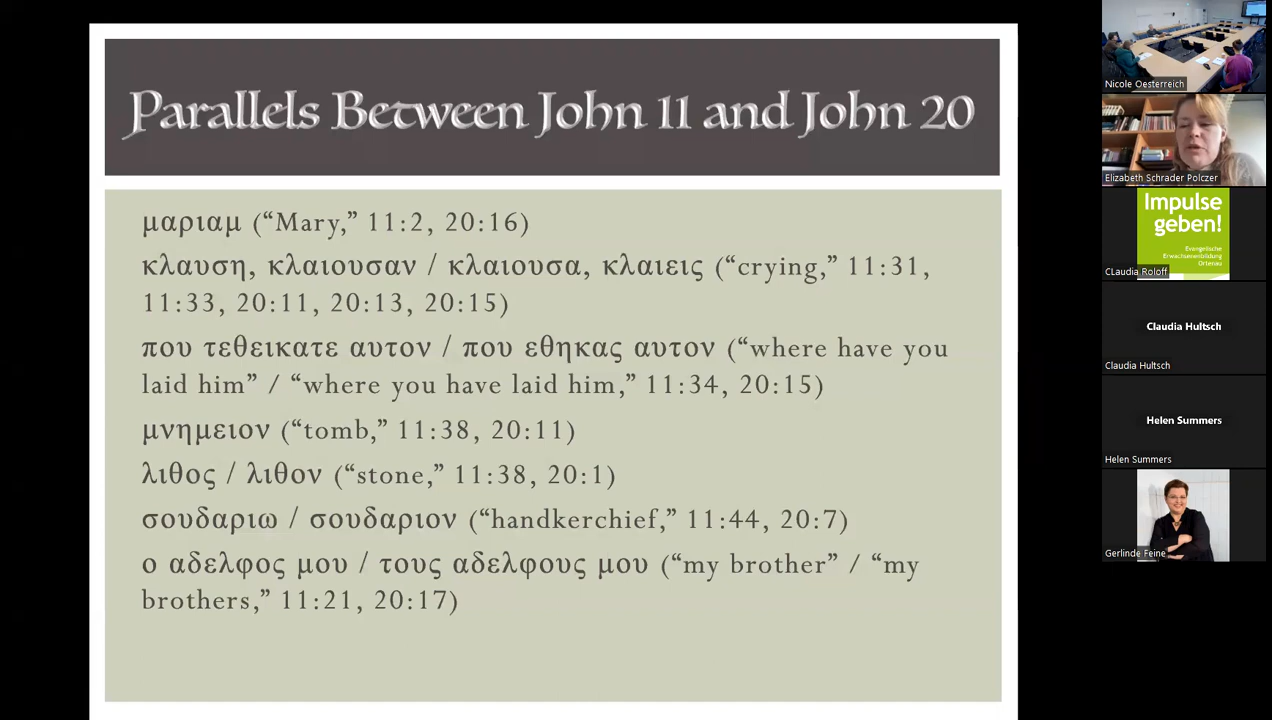 Parallels Between John 11 and John 20
μαριαμ (“Mary,” 11:2, 20:16)
κλαυση, κλαιουσαν / κλαιουσα, κλαιεις (“crying,” 11:31,
11:33, 20:11, 20:13, 20:15)
που τεθεικατε αυτον / που εθηκας αυτον (“where have you
laid him” / “where you have laid him,” 11:34, 20:15)
μνημειον (“tomb,” 11:38, 20:11)
λιθος / λιθον (“stone,” 11:38, 20:1)
σουδαριω / σουδαριον (“handkerchief,” 11:44, 20:7)
ο αδελφος μου / τους αδελφους μου (“my brother” / “my
brothers,” 11:21, 20:17)
Nicole Oesterreich
Elizabeth Schrader Polczer
Impulse
geben!
Evangelische
Erwachsenenbildung
Ortenau
CLaudia Roloff
Claudia Hultsch
Claudia Hultsch
Helen Summers
Helen Summers
Gerlinde Feine